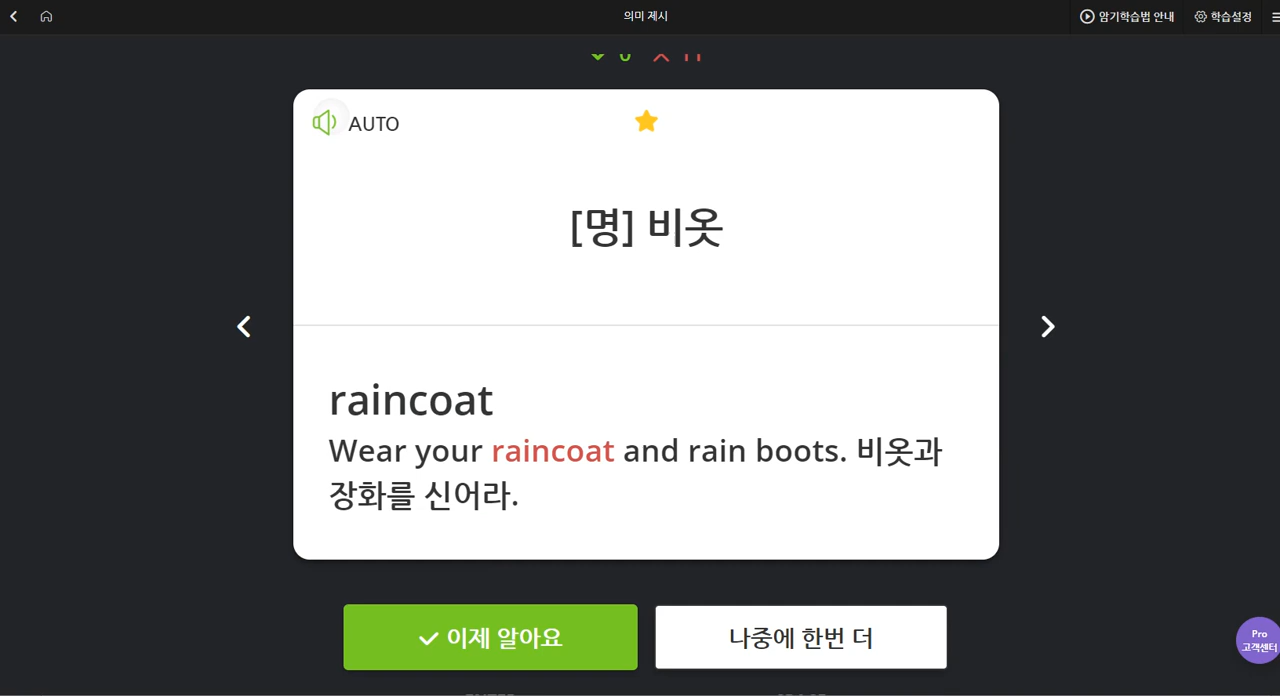 의미 제시
암기학습법 안내
학습설정
AUTO
[명] 비옷
raincoat
Wear your raincoat and rain boots. 비옷과
장화를 신어라.
이제 알아요
나중에 한번 더
Pro
고객센터